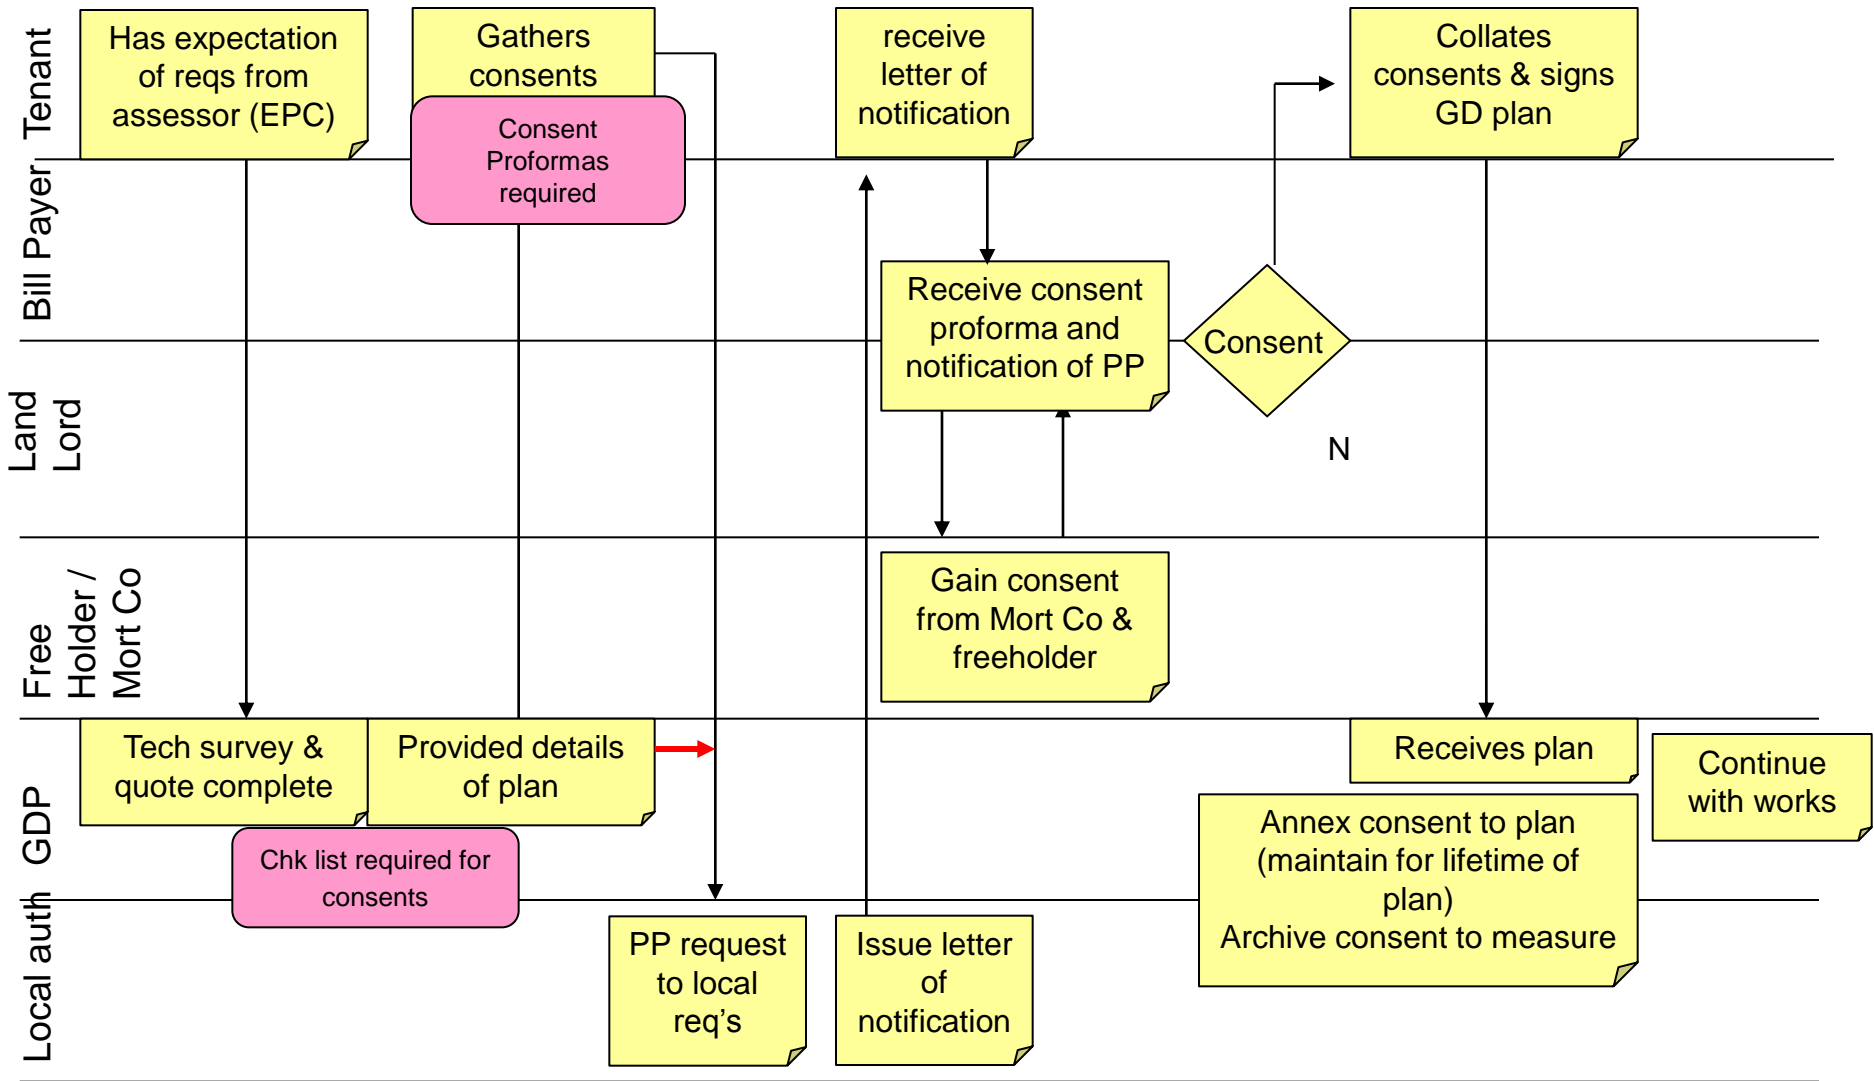 Tenant
Has expectation
of reqs from
assessor (EPC)
Gathers
consents
Consent
Proformas
required
receive
letter of
notification
Collates
consents & signs
GD plan
Bill Payer
Receive consent
proforma and
notification of PP
Consent
Land
Lord
N
Free
Holder /
Mort Co
Gain consent
from Mort Co &
freeholder
GDP
Tech survey &
quote complete
Provided details
of plan
Chk list required for
consents
Receives plan
Continue
with works
Annex consent to plan
(maintain for lifetime of
plan)
Archive consent to measure
Local auth
PP request
to local
req’s
Issue letter
of
notification